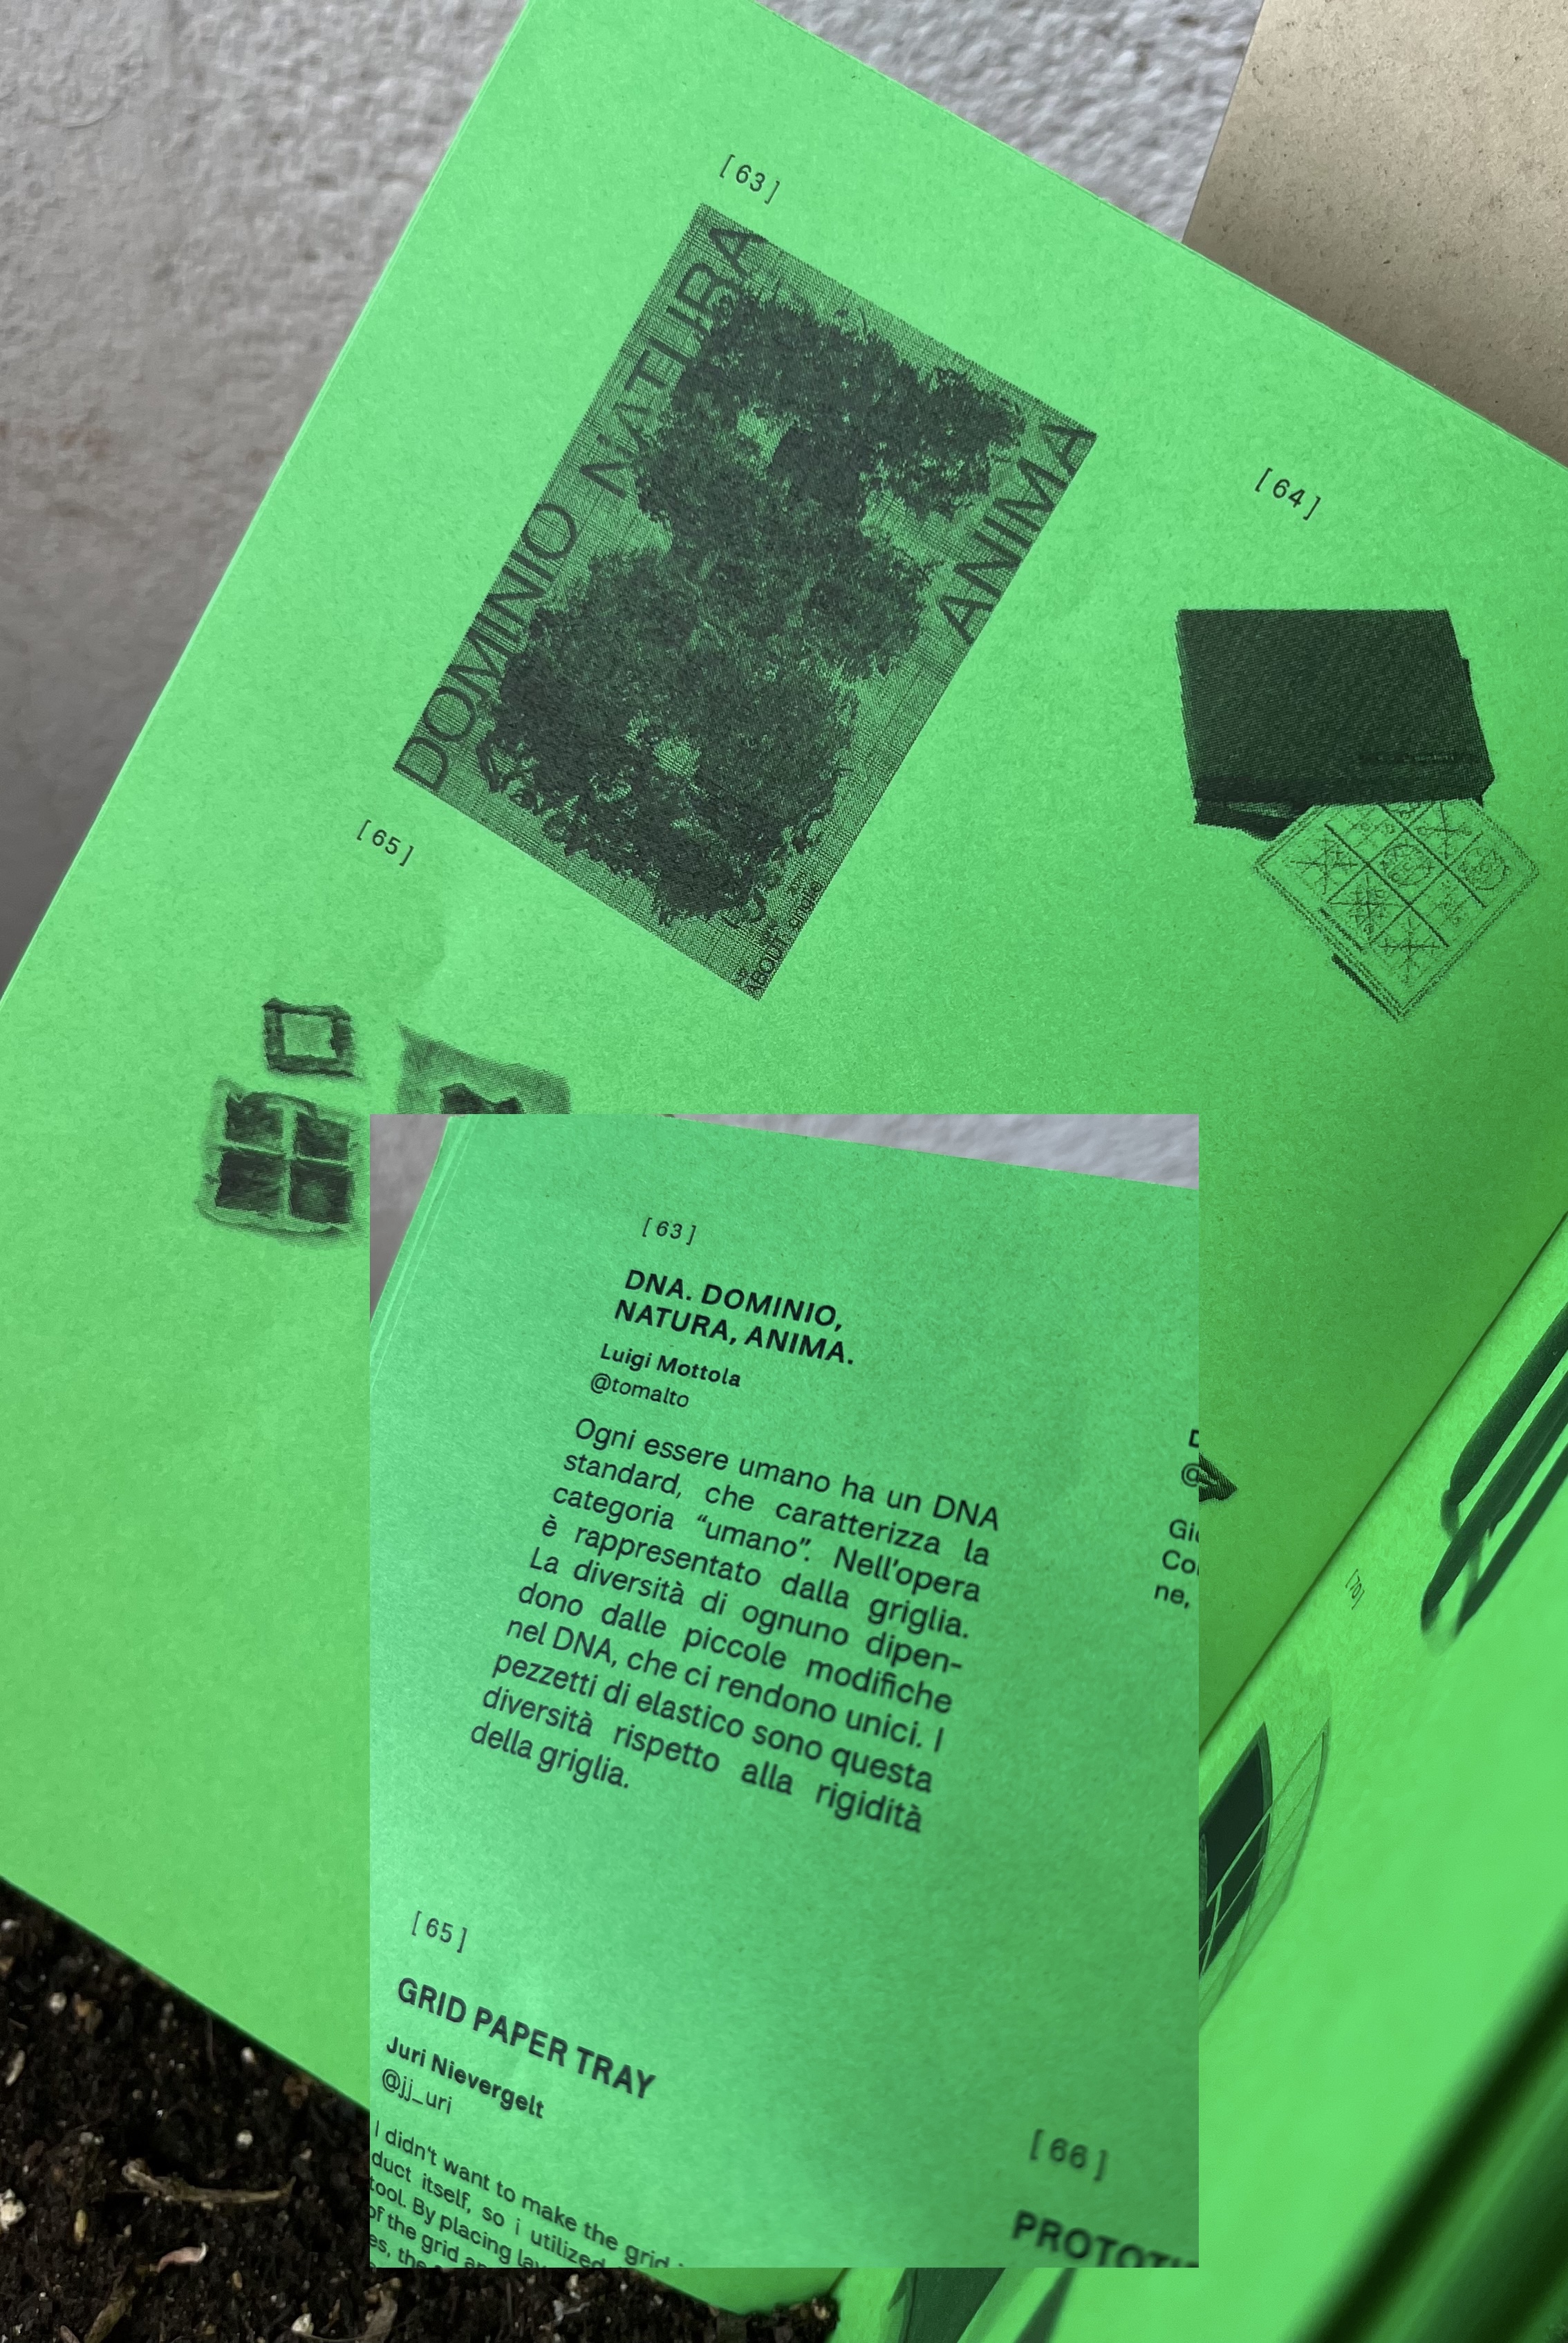 [ 63 ]
DOMINIO NATURA
ANIMA
ABOUT
[ 64 ]
[ 65 ]
[ 63 ]
DNA. DOMINIO,
NATURA, ANIMA.
Luigi Mottola
@tomalto
Ogni essere umano ha un DNA
standard, che caratterizza la
categoria “umano”. Nell’opera
è rappresentato dalla griglia.
La diversità di ognuno dipen-
dono dalle piccole modifiche
nel DNA, che ci rendono unici. I
pezzetti di elastico sono questa
diversità rispetto alla rigidità
della griglia.
[ 65 ]
GRID PAPER TRAY
Juri Nievergelt
@jj_uri
I didn’t want to make the grid
duct itself, so i utilized
tool. By placing
of the grid
es, the
[ 66 ]
ne,
[70]